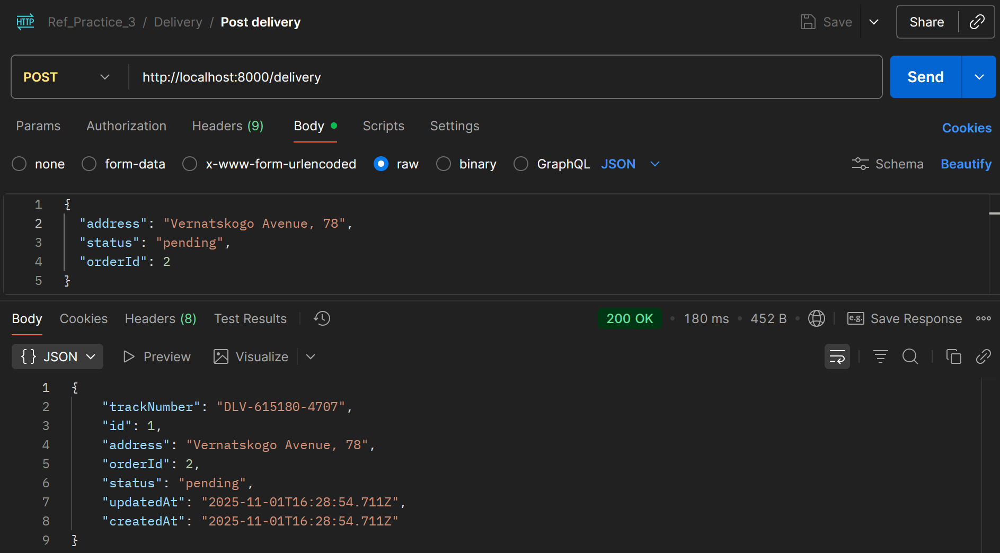 HTTP Ref_Practice_3 / Delivery / Post delivery Save Share
POST http://localhost:8000/delivery Send
Params Authorization Headers (9) Body Scripts Settings Cookies
none form-data x-www-form-urlencoded raw binary GraphQL JSON Schema Beautify
1 {
2 "address": "Vernatskogo Avenue, 78",
3 "status": "pending",
4 "orderId": 2
5 }
Body Cookies Headers (8) Test Results 200 OK • 180 ms • 452 B • e.g. Save Response
{} JSON Preview Visualize
1 {
2 "trackNumber": "DLV-615180-4707",
3 "id": 1,
4 "address": "Vernatskogo Avenue, 78",
5 "orderId": 2,
6 "status": "pending",
7 "updatedAt": "2025-11-01T16:28:54.711Z",
8 "createdAt": "2025-11-01T16:28:54.711Z"
9 }